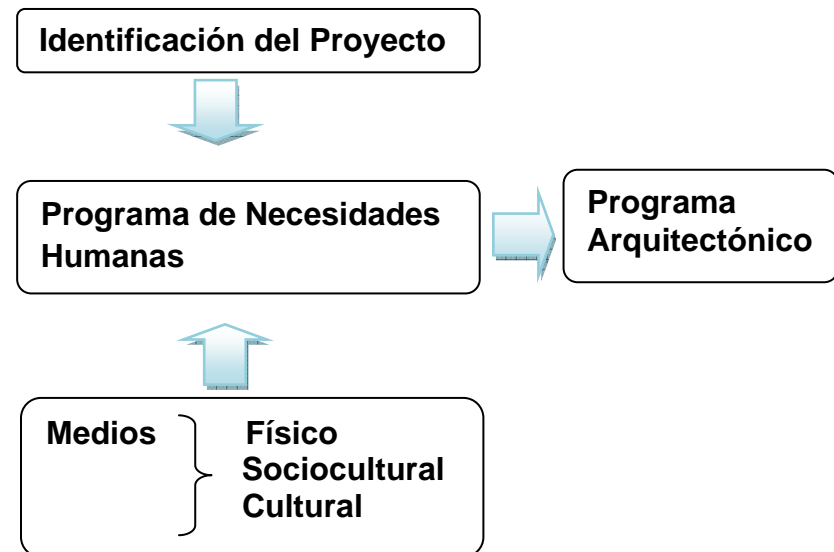 Identificación del Proyecto
Programa de Necesidades
Humanas
Programa
Arquitectónico
Medios
Físico
Sociocultural
Cultural